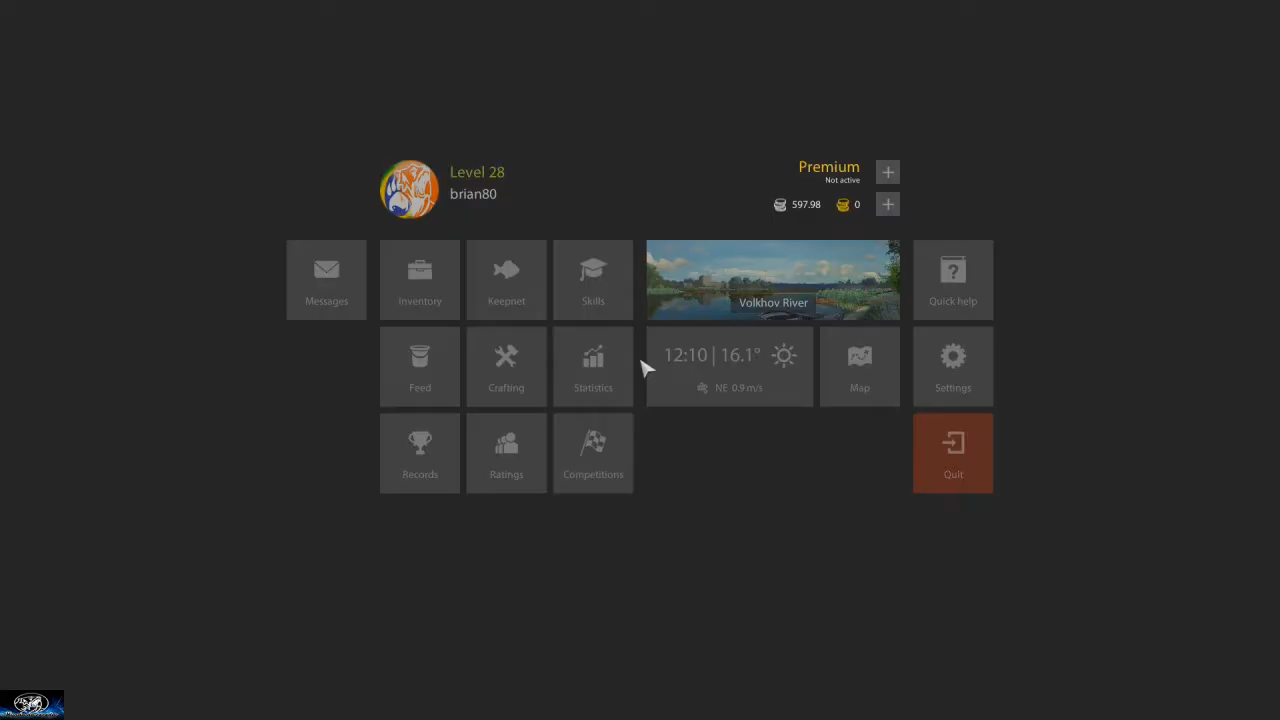 Level 28
brian80
Premium
Not active
597.98
0
Messages
Inventory
Keepnet
Skills
Volkhov River
Quick help
Feed
Crafting
Statistics
12:10 | 16.1°
NE 0.9 m/s
Map
Settings
Records
Ratings
Competitions
Quit